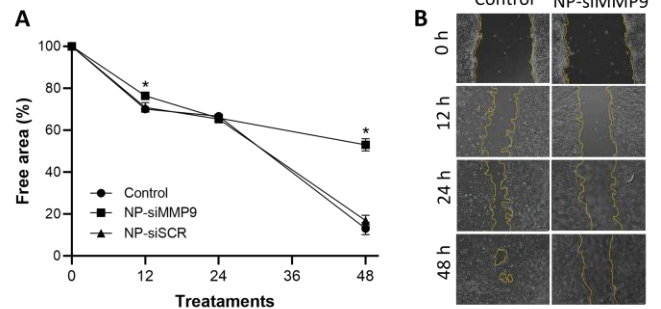 A
Free area (%)
100
80
60
40
20
0
*
*
Control
NP-siMMP9
NP-siSCR
0
12
24
36
48
Treataments
B
Control
NP-siMMP9
0 h
12 h
24 h
48 h